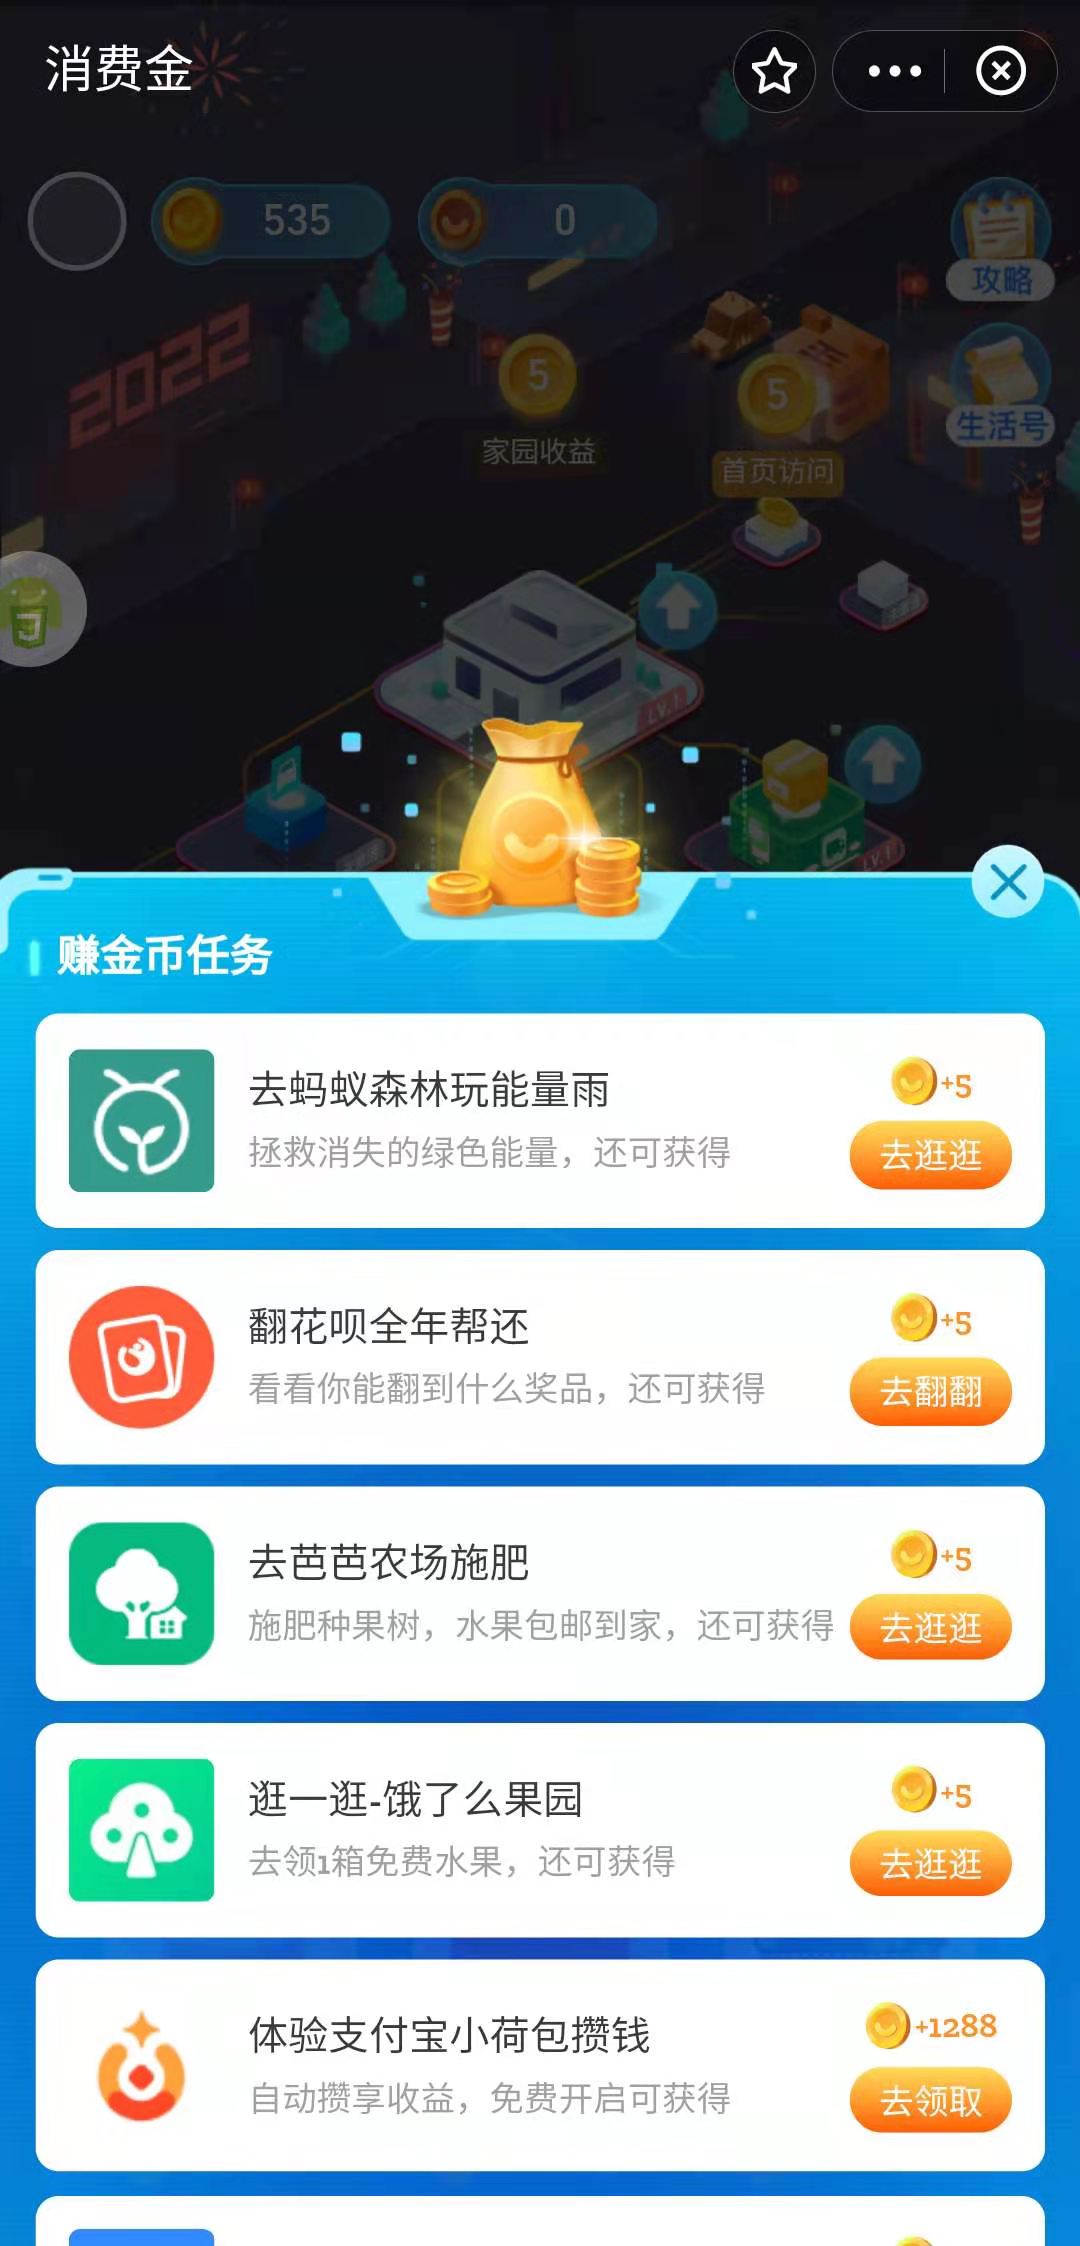 消费金
535
0
攻略
2022
5
5
家园收益
首页访问
生活号
LV.1
LV.1
赚金币任务
去蚂蚁森林玩能量雨
+5
拯救消失的绿色能量，还可获得
去逛逛
翻花呗全年帮还
+5
看看你能翻到什么奖品，还可获得
去翻翻
去芭芭农场施肥
+5
施肥种果树，水果包邮到家，还可获得
去逛逛
逛一逛-饿了么果园
+5
去领1箱免费水果，还可获得
去逛逛
体验支付宝小荷包攒钱
+1288
自动攒享收益，免费开启可获得
去领取